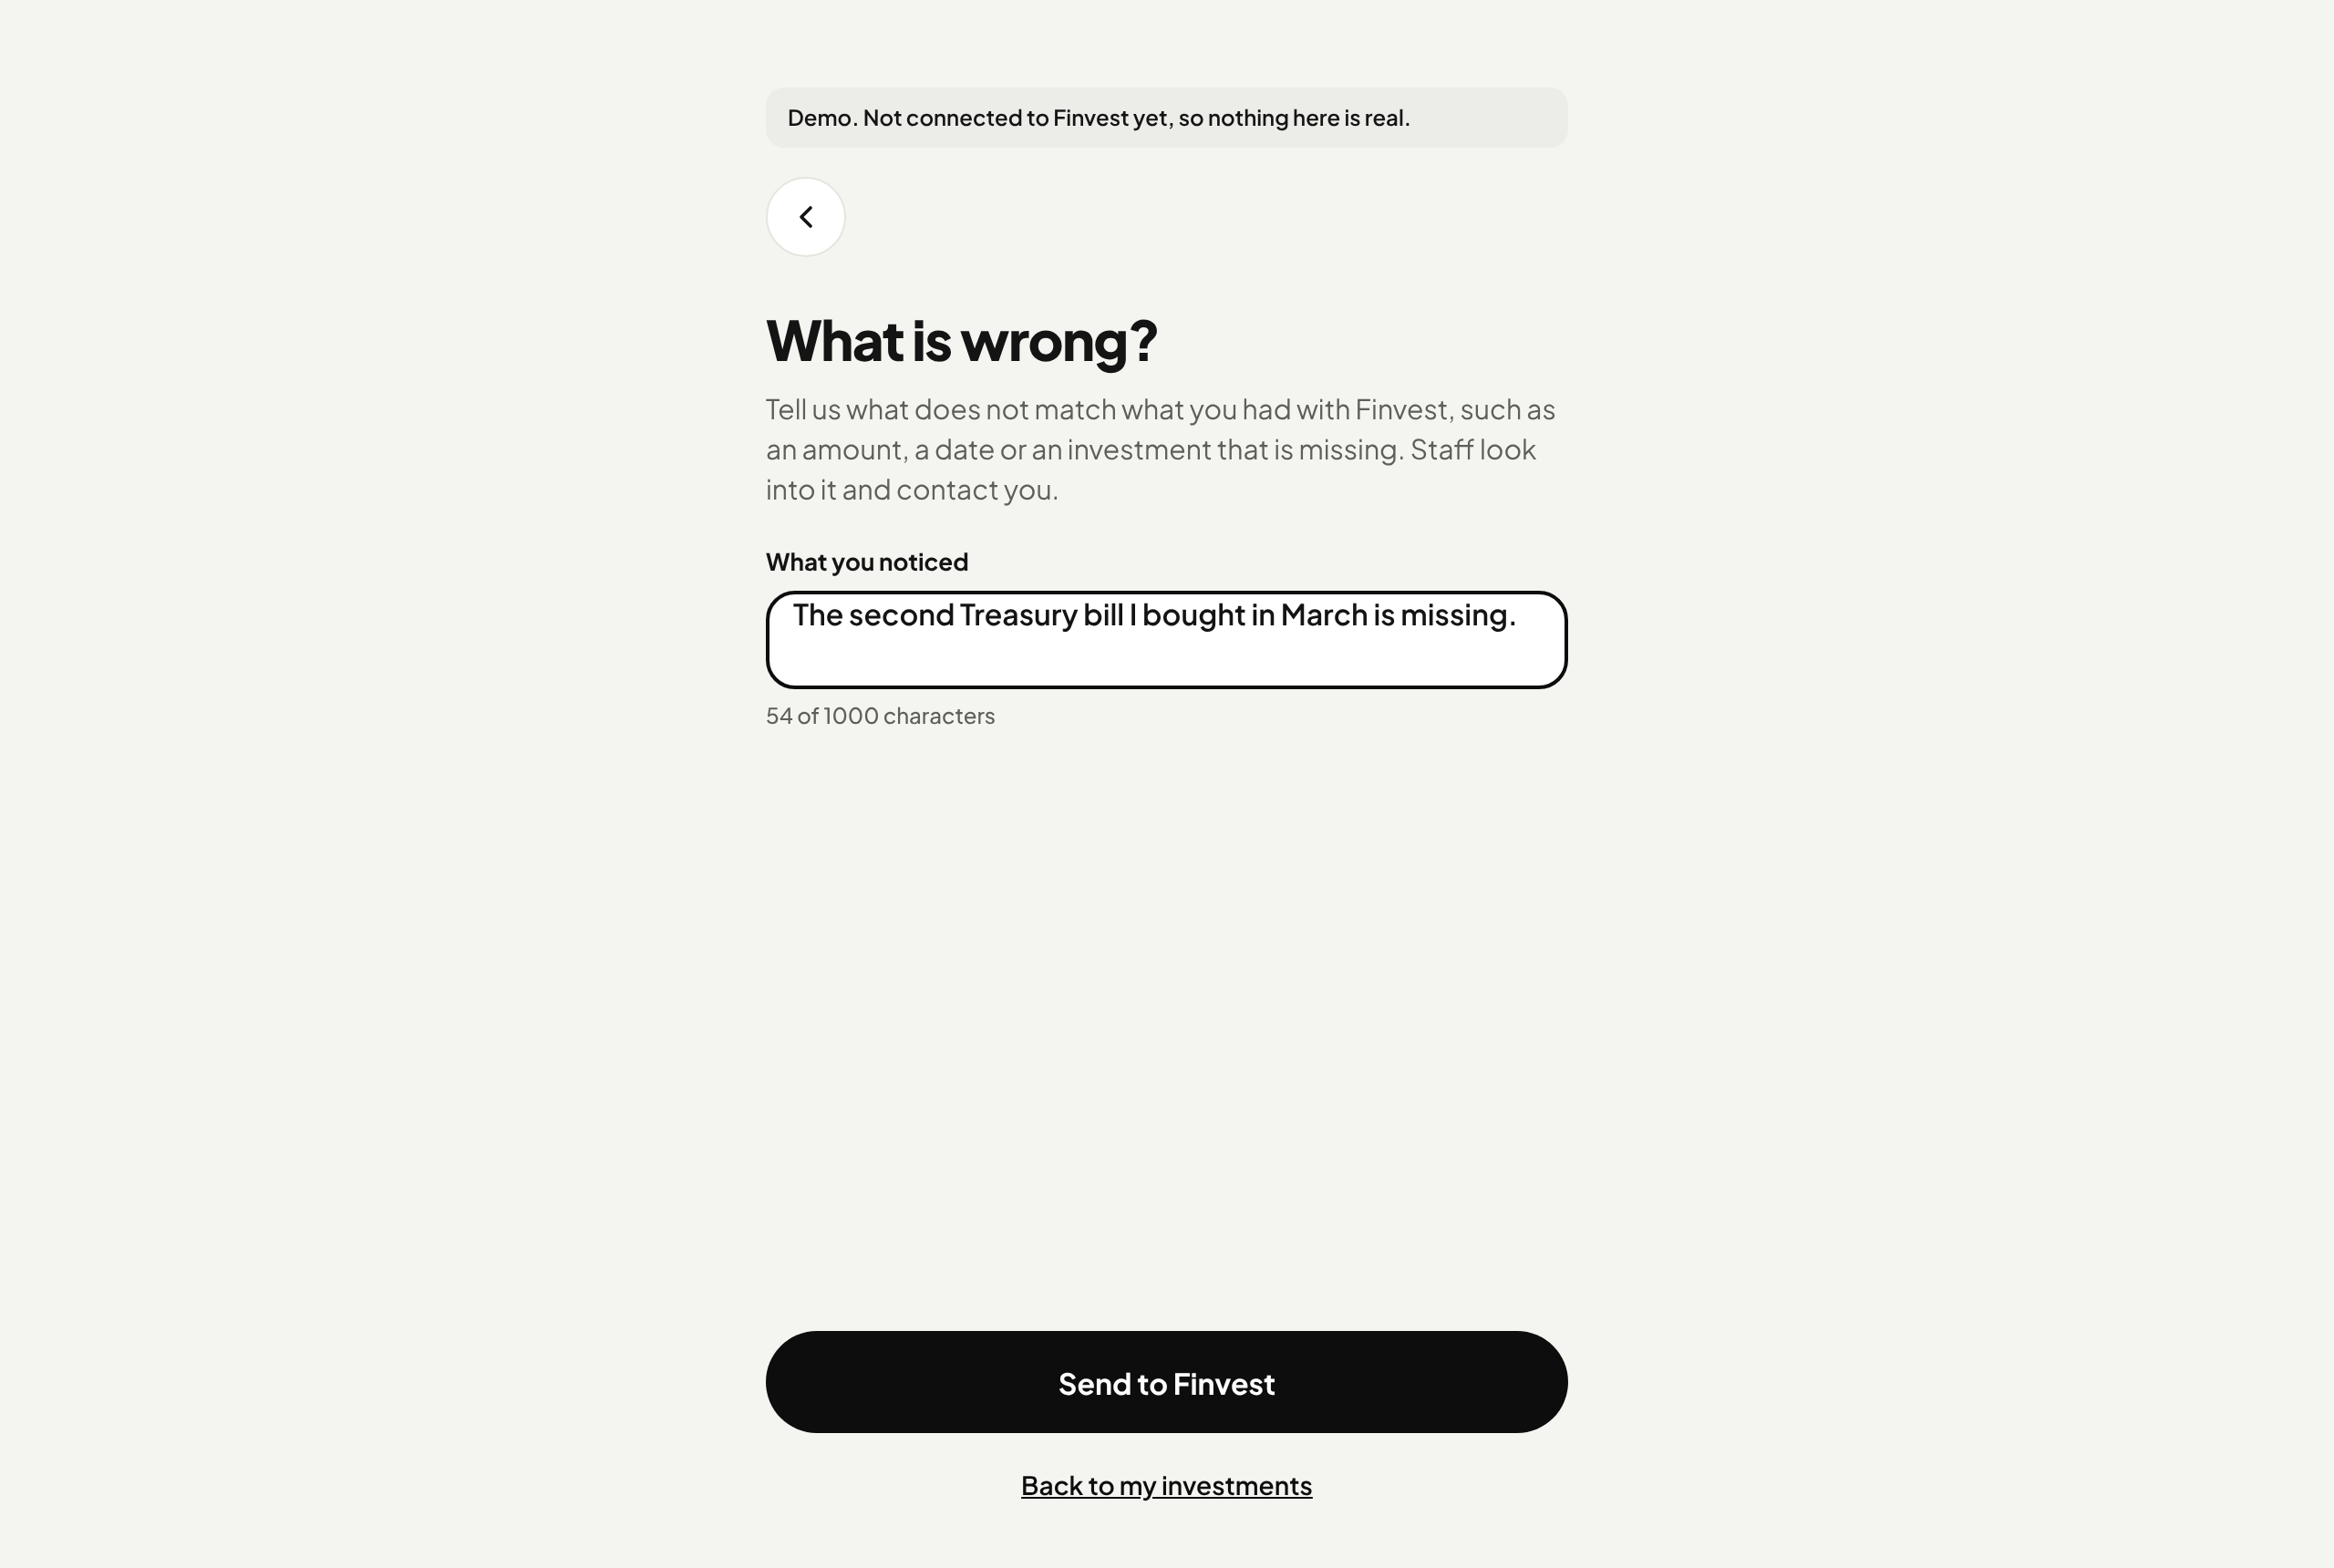 Demo. Not connected to Finvest yet, so nothing here is real.
What is wrong?
Tell us what does not match what you had with Finvest, such as
an amount, a date or an investment that is missing. Staff look
into it and contact you.
What you noticed
The second Treasury bill I bought in March is missing.
54 of 1000 characters
Send to Finvest
Back to my investments